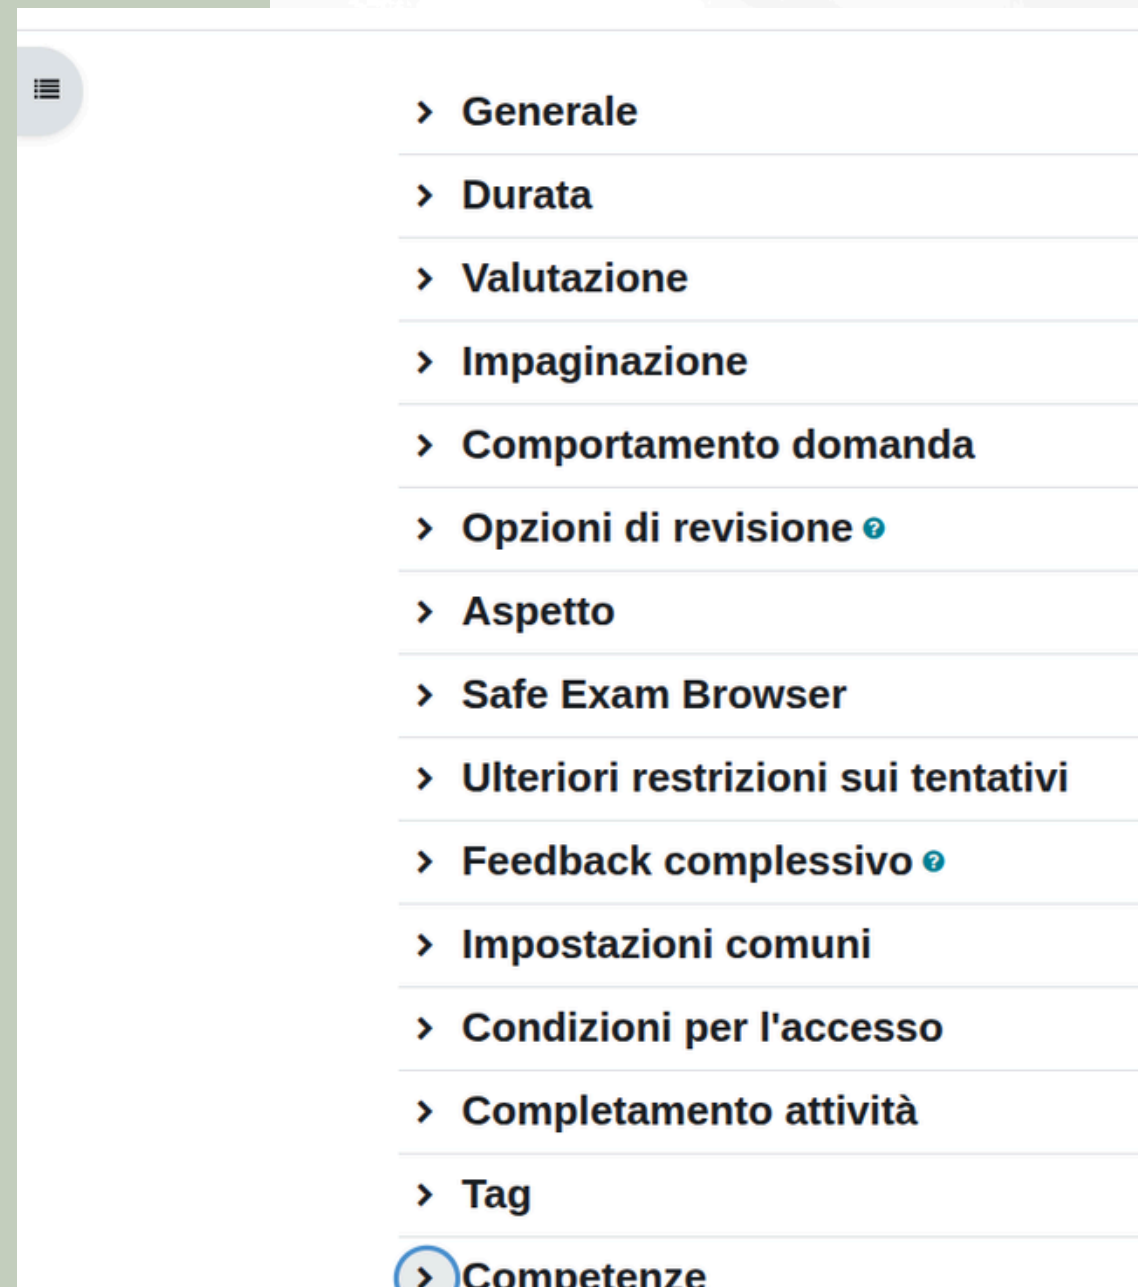 Generale
Durata
Valutazione
Impaginazione
Comportamento domanda
Opzioni di revisione
Aspetto
Safe Exam Browser
Ulteriori restrizioni sui tentativi
Feedback complessivo
Impostazioni comuni
Condizioni per l'accesso
Completamento attività
Tag
Competenze